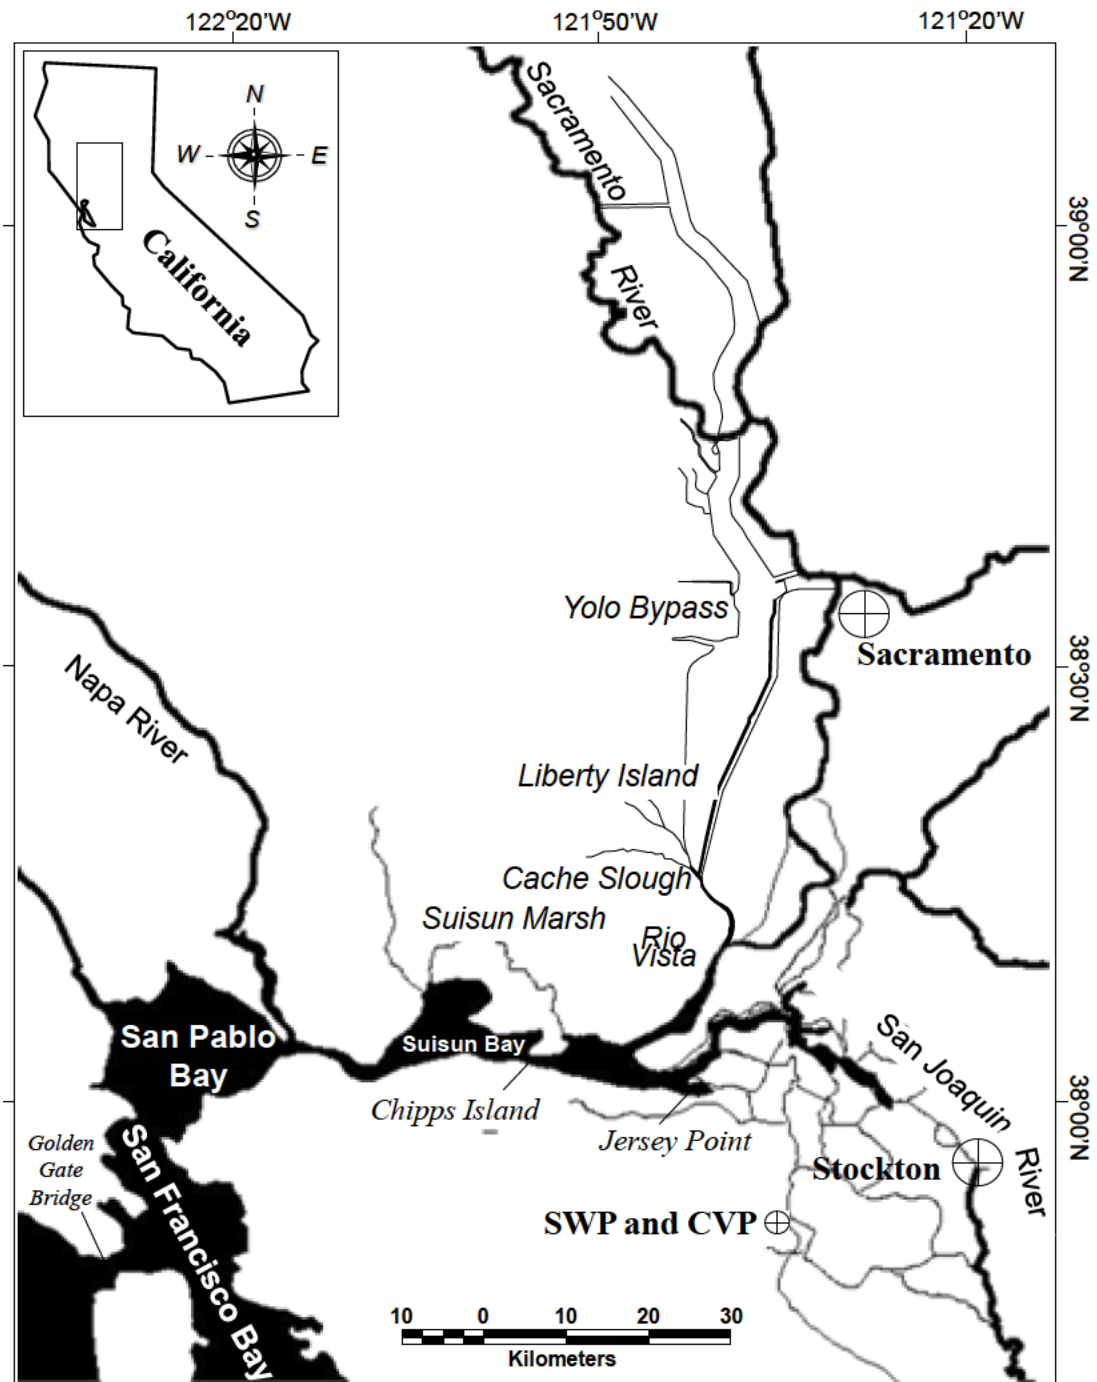 122°20'W
121°50'W
121°20'W
N
W
E
S
California
Sacramento
River
39°00'N
Yolo Bypass
Sacramento
38°30'N
Napa River
Liberty Island
Cache Slough
Suisun Marsh
Rio
Vista
San Pablo
Bay
Suisun Bay
San Joaquin
River
Chipps Island
Jersey Point
38°00'N
Golden
Gate
Bridge
San Francisco Bay
Stockton
SWP and CVP
10 0 10 20 30
Kilometers